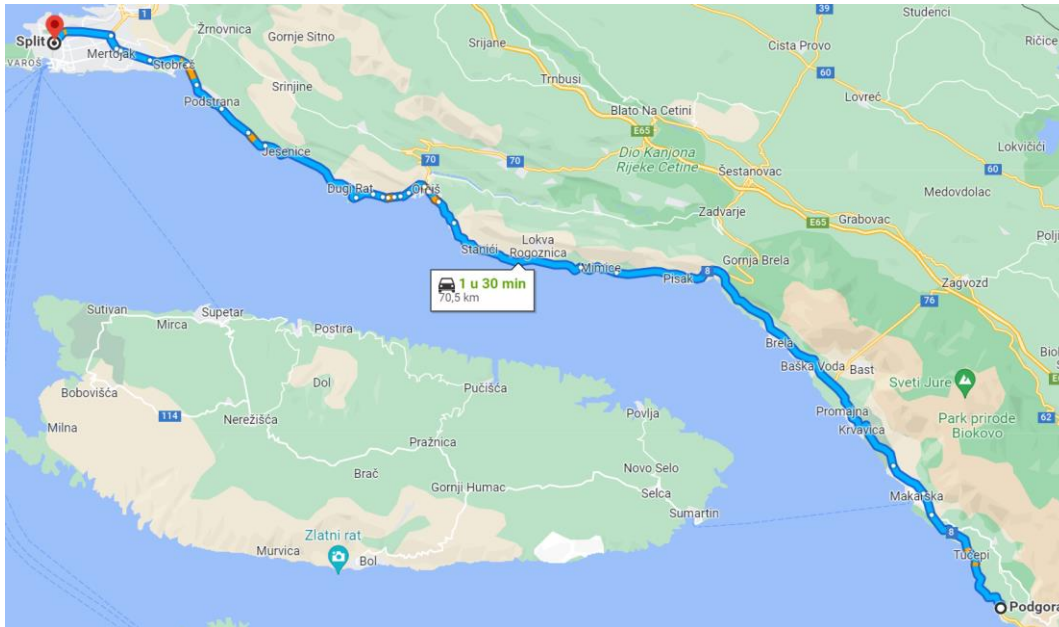 1
39
Studenci
Žrnovnica
Gornje Sitno
Split
VAROŠ
Mertojak
Stobreč
Srijane
Cista Provo
Ričice
60
Trnbusi
Srinjine
Podstrana
Blato Na Cetini
Lovreć
E65
Jesenice
Lokvičići
Dio Kanjona
Rijeke Cetine
70
70
60
Šestanovac
Dugi Rat
Omiš
Medovdolac
Zadvarje
Grabovac
E65
Stanići
Lokva
Rogoznica
Gornja Brela
Mimice
Pisak
8
Zagvozd
1 u 30 min
70,5 km
76
Sutivan
Mirca
Supetar
Postira
Brela
Baška Voda
Bast
Sveti Jure
Dol
Pučišća
Bobovišća
114
Nerežišća
Povlja
Promajna
Krvavica
Park prirode
Biokovo
62
Milna
Pražnica
Brač
Novo Selo
Gornji Humac
Selca
Makarska
Sumartin
8
Zlatni rat
Murvica
Bol
Tučepi
Podgora